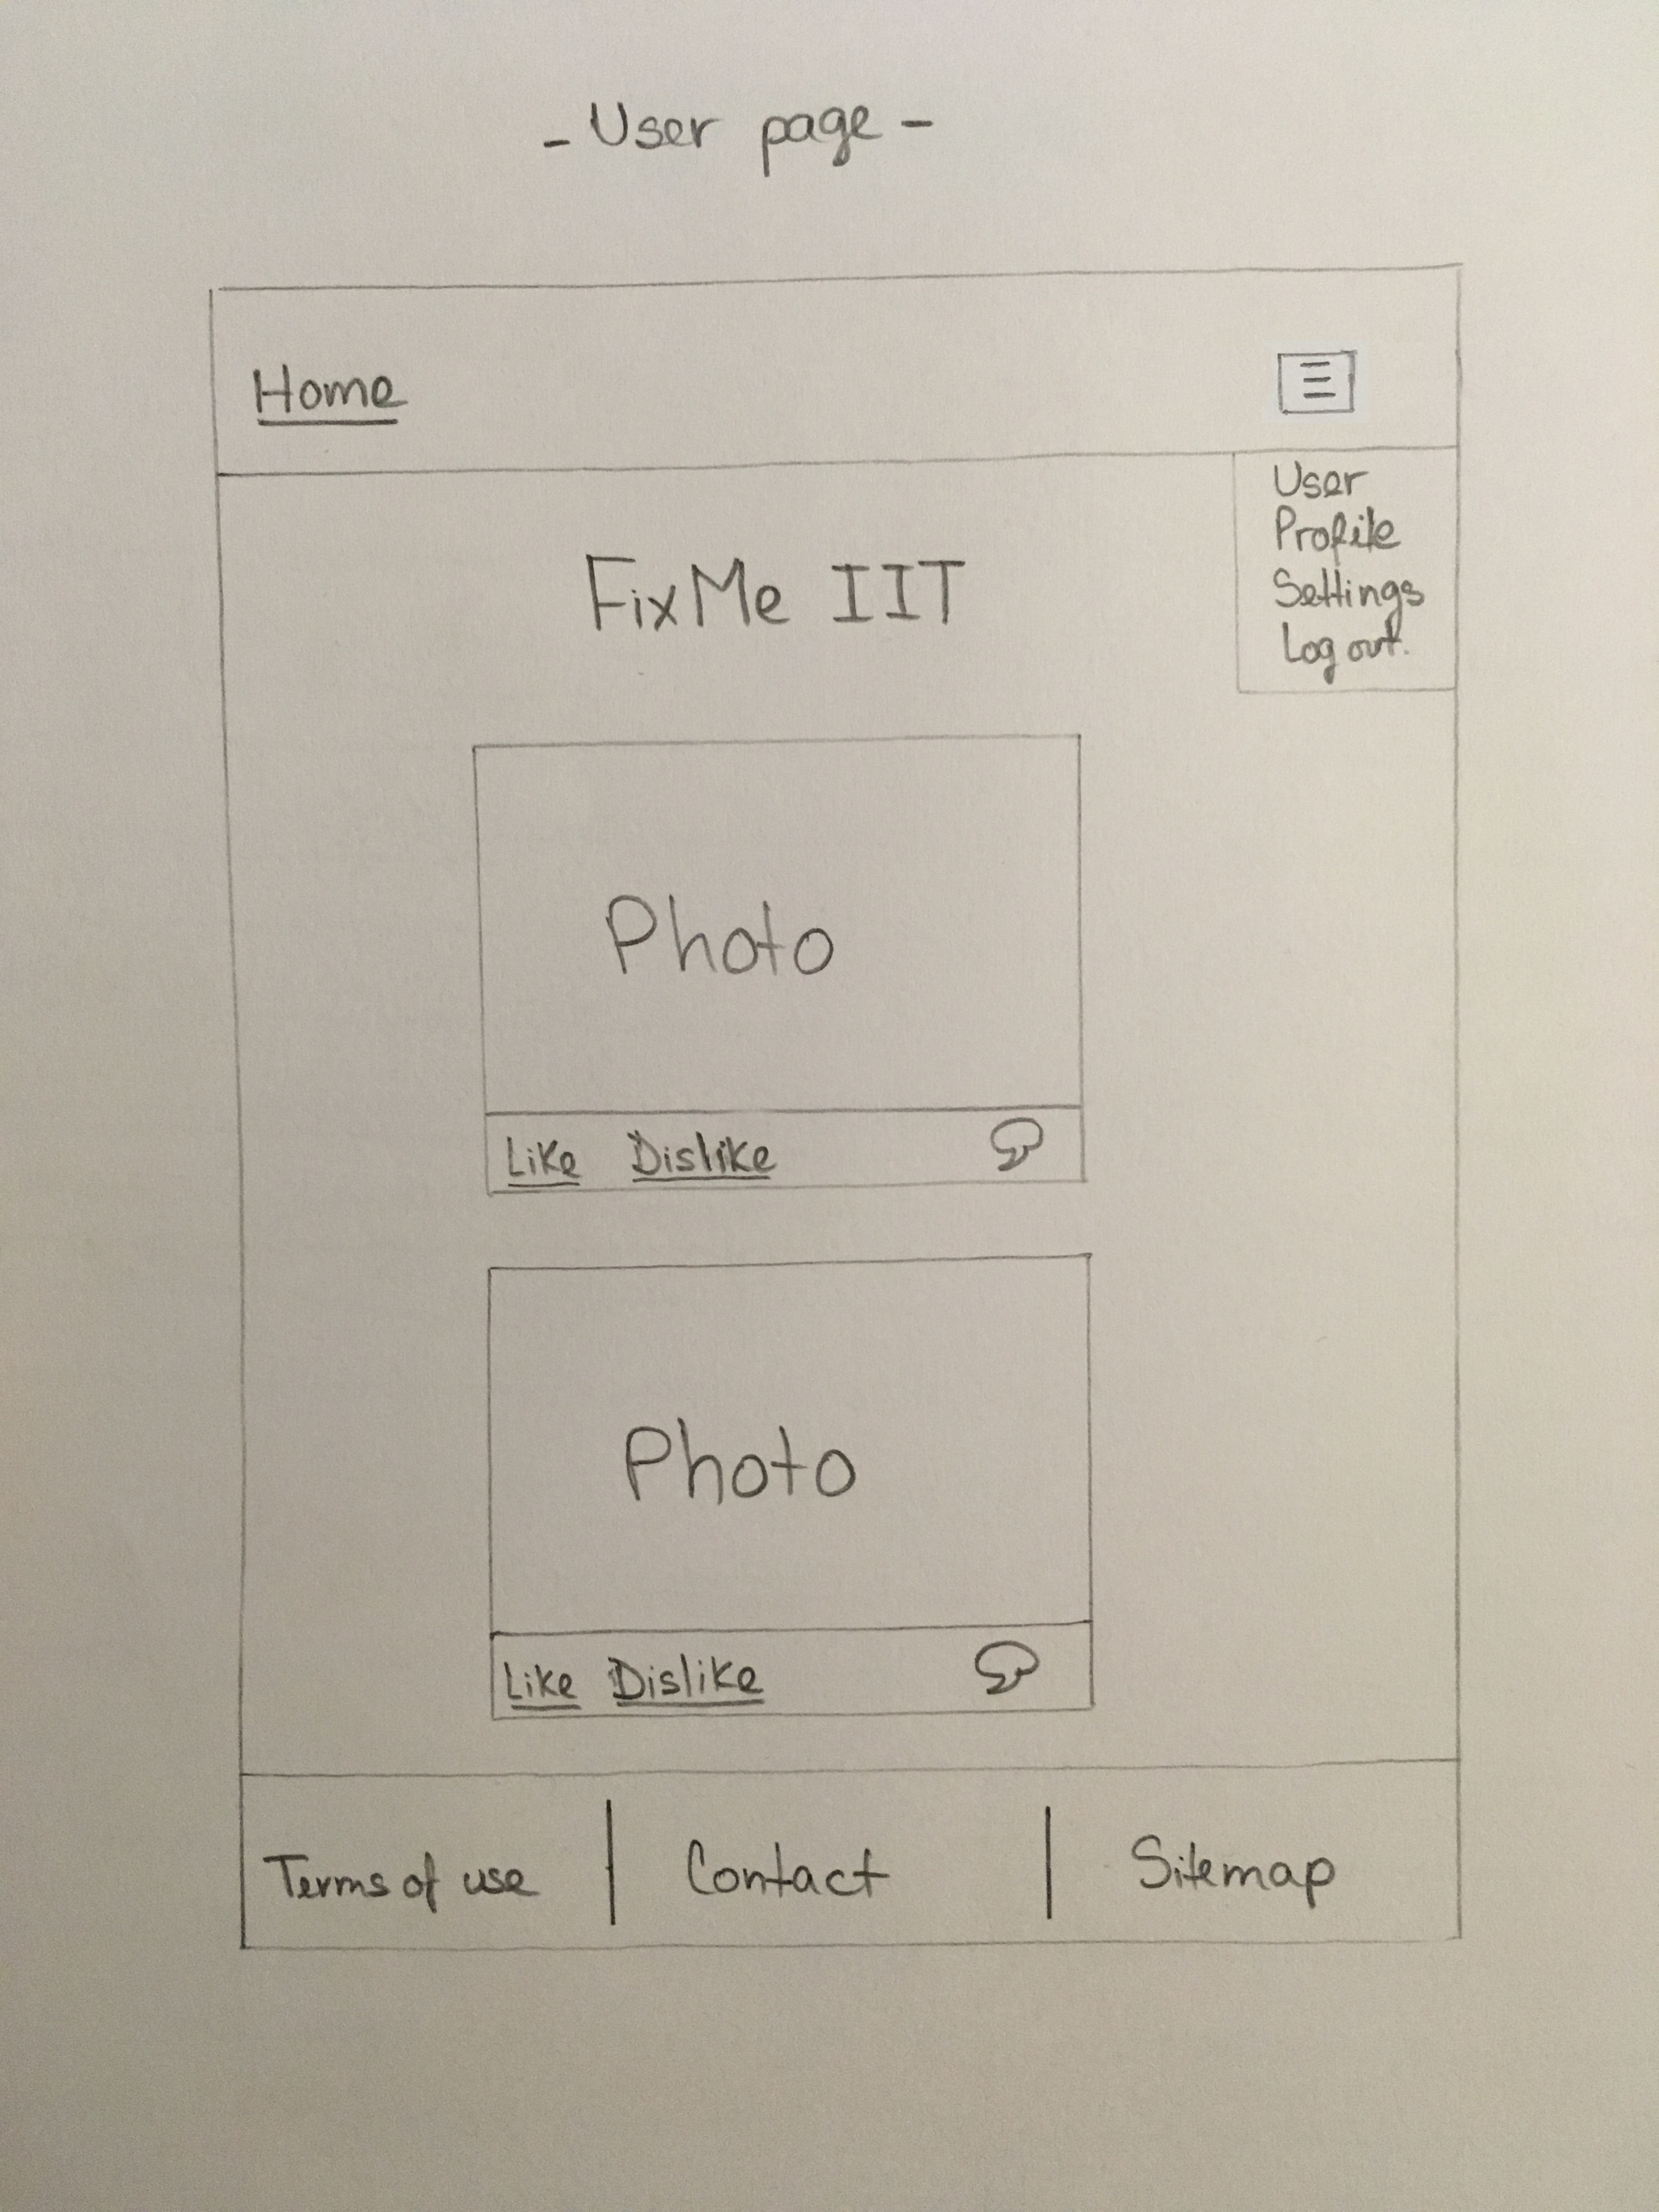 - User page -
Home
User
Profile
Settings
Log out.
FixMe IIT
Photo
Like Dislike
Photo
Like Dislike
Terms of use | Contact | Sitemap